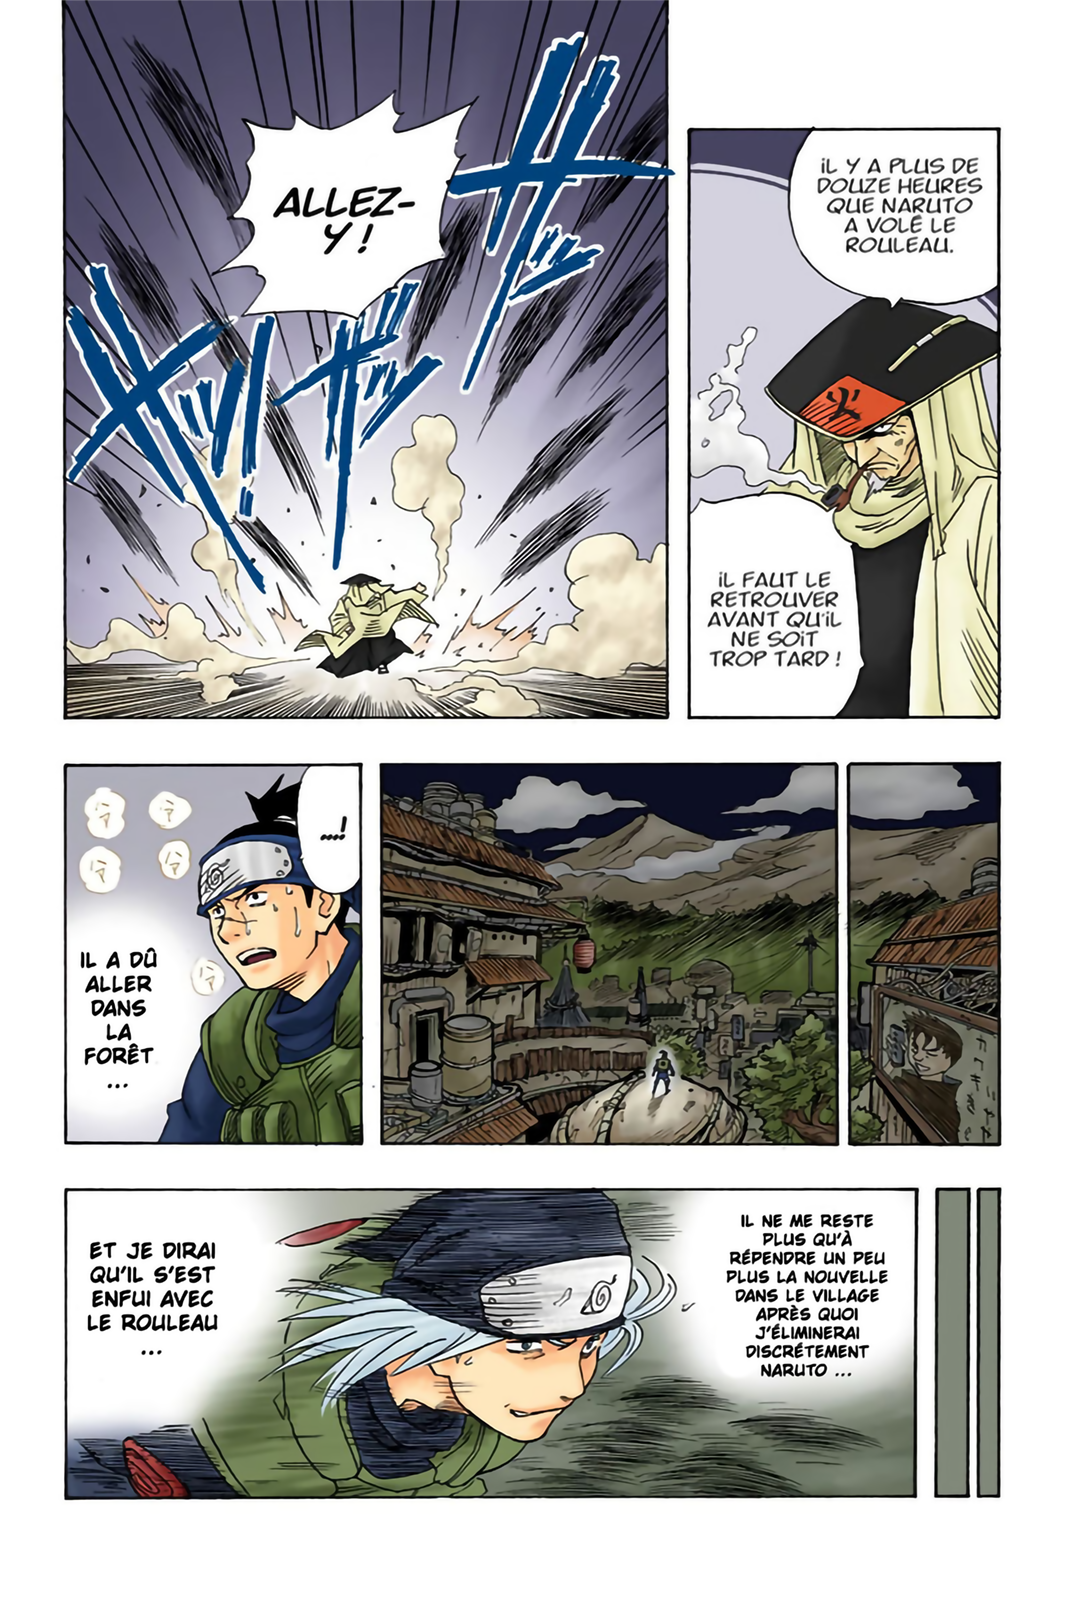 iL Y A PLUS DE
DOUZE HEURES
QUE NARUTO
A VOLÉ LE
ROULEAU.
iL FAUT LE
RETROUVER
AVANT QU'iL
NE SOiT
TROP TARD !
ALLEZ-
Y !
火
....!
IL A DÛ
ALLER
DANS
LA
FORÊT
...
IL NE ME RESTE
PLUS QU'À
RÉPENDRE UN PEU
PLUS LA NOUVELLE
DANS LE VILLAGE
APRÈS QUOI
J'ÉLIMINERAI
DISCRÉTEMENT
NARUTO ...
ET JE DIRAI
QU'IL S'EST
ENFUI AVEC
LE ROULEAU
...